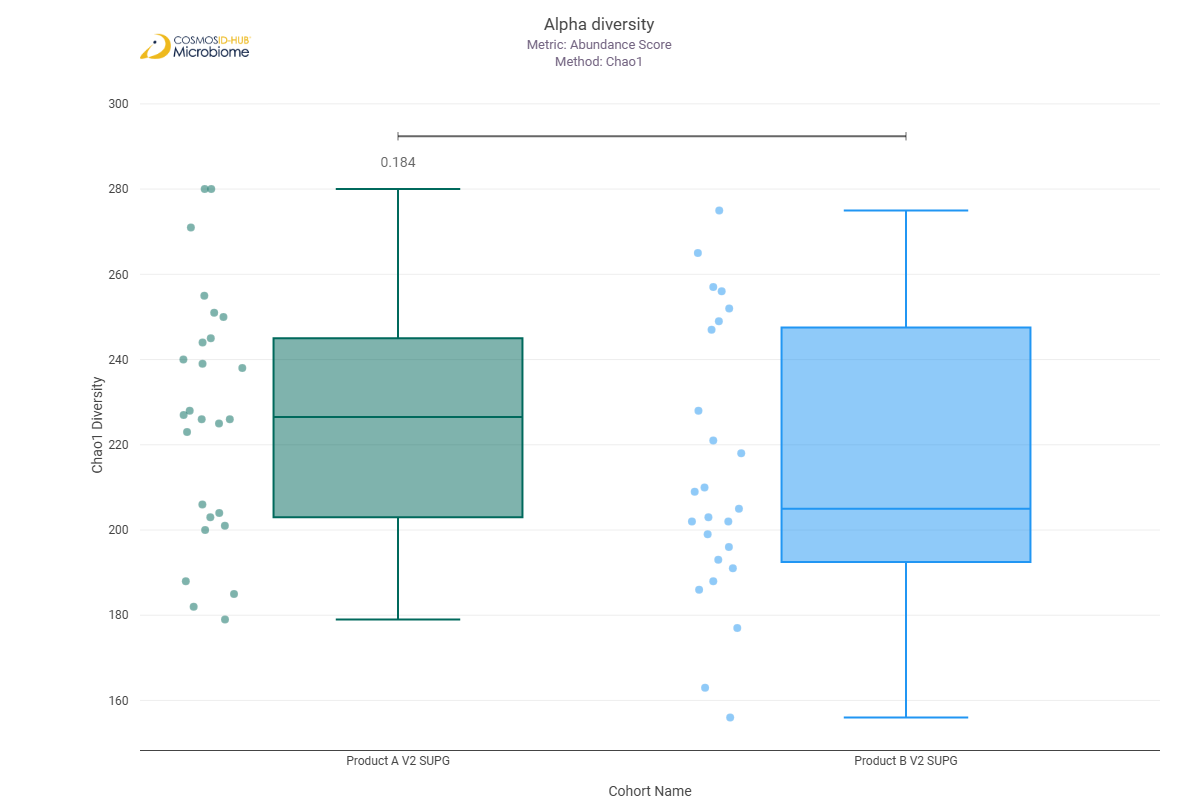 Alpha diversity
Metric: Abundance Score
Method: Chao1
COSMOSID-HUB
Microbiome
300
0.184
280
260
240
220
200
180
160
Chao1 Diversity
Product A V2 SUPG
Product B V2 SUPG
Cohort Name